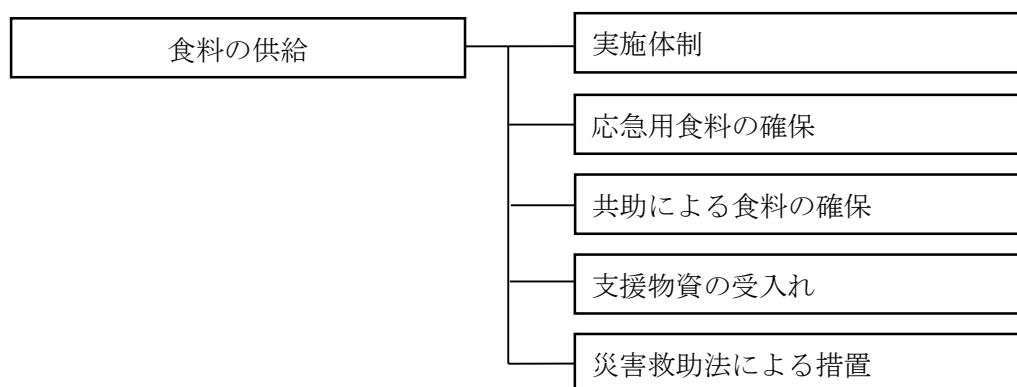 食料の供給
実施体制
応急用食料の確保
共助による食料の確保
支援物資の受入れ
災害救助法による措置